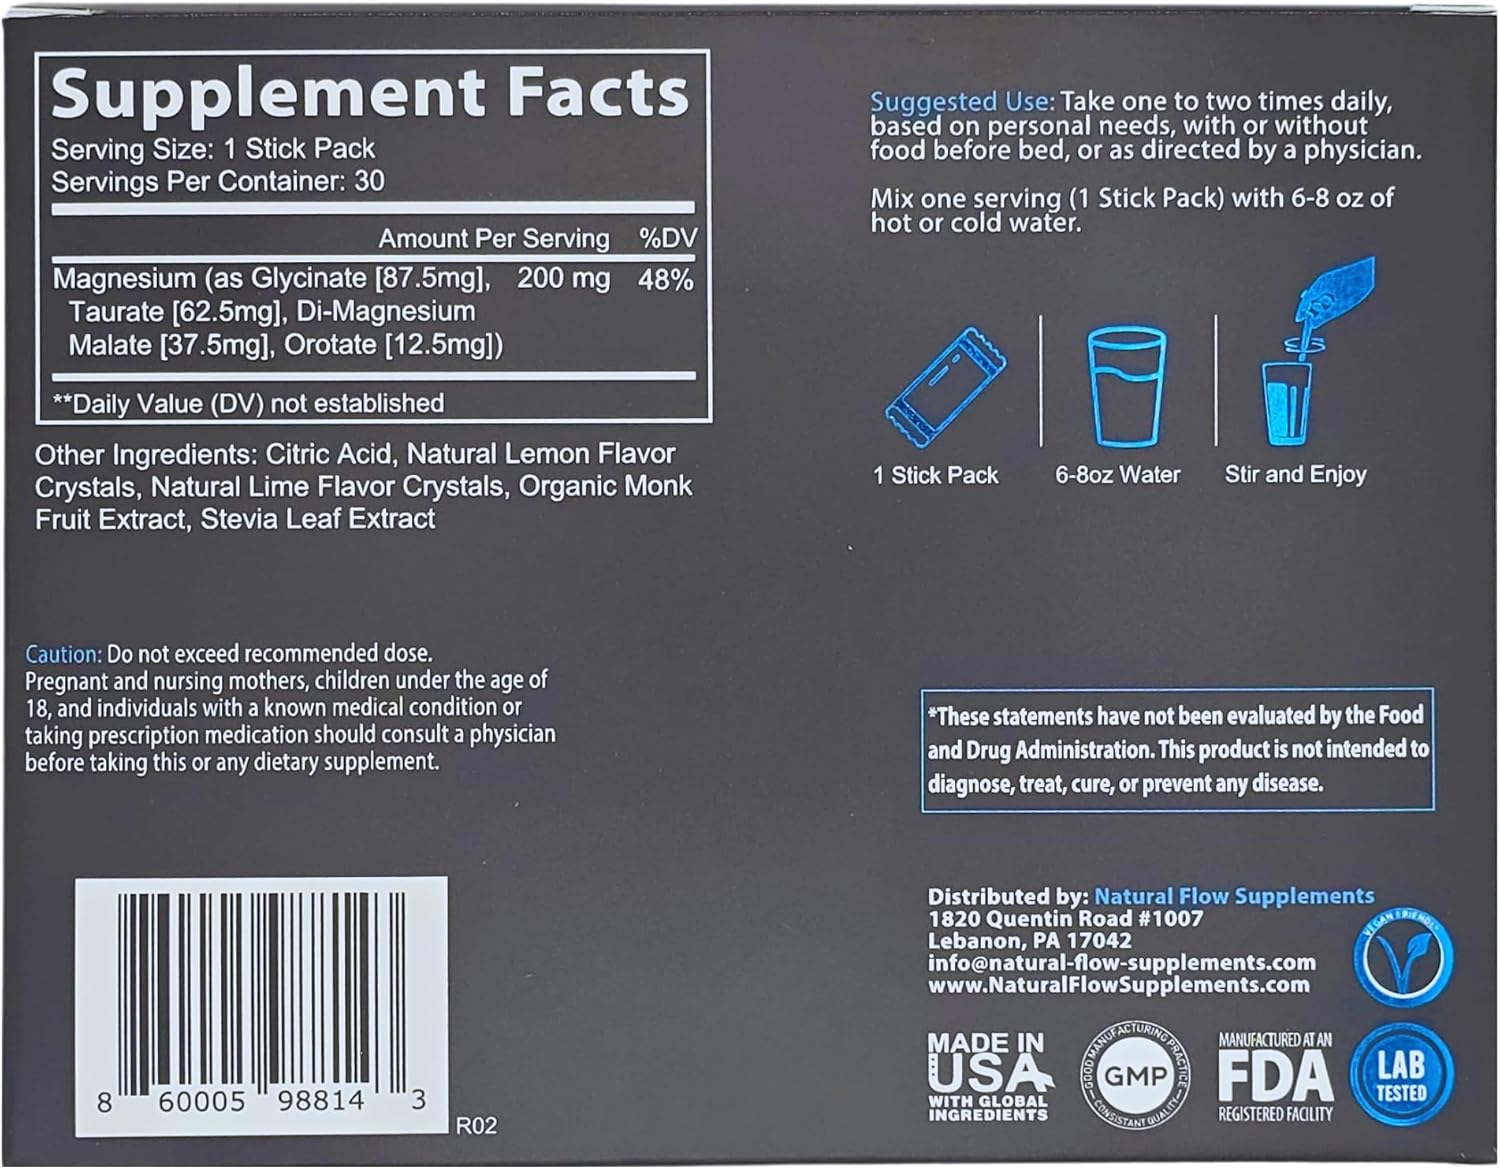 Supplement Facts
Serving Size: 1 Stick Pack
Servings Per Container: 30
Amount Per Serving %DV
Magnesium (as Glycinate [87.5mg], 200 mg 48%
Taurate [62.5mg], Di-Magnesium
Malate [37.5mg], Orotate [12.5mg])
**Daily Value (DV) not established
Other Ingredients: Citric Acid, Natural Lemon Flavor
Crystals, Natural Lime Flavor Crystals, Organic Monk
Fruit Extract, Stevia Leaf Extract
Caution: Do not exceed recommended dose.
Pregnant and nursing mothers, children under the age of
18, and individuals with a known medical condition or
taking prescription medication should consult a physician
before taking this or any dietary supplement.
8 60005 98814 3
R02
Suggested Use: Take one to two times daily,
based on personal needs, with or without
food before bed, or as directed by a physician.
Mix one serving (1 Stick Pack) with 6-8 oz of
hot or cold water.
1 Stick Pack
6-8oz Water
Stir and Enjoy
*These statements have not been evaluated by the Food
and Drug Administration. This product is not intended to
diagnose, treat, cure, or prevent any disease.
Distributed by: Natural Flow Supplements
1820 Quentin Road #1007
Lebanon, PA 17042
info@natural-flow-supplements.com
www.NaturalFlowSupplements.com
VEGAN FRIENDLY
MADE IN
USA
WITH GLOBAL
INGREDIENTS
GOOD MANUFACTURING PRACTICE
GMP
CONSISTANT QUALITY
MANUFACTURED AT AN
FDA
REGISTERED FACILITY
LAB
TESTED